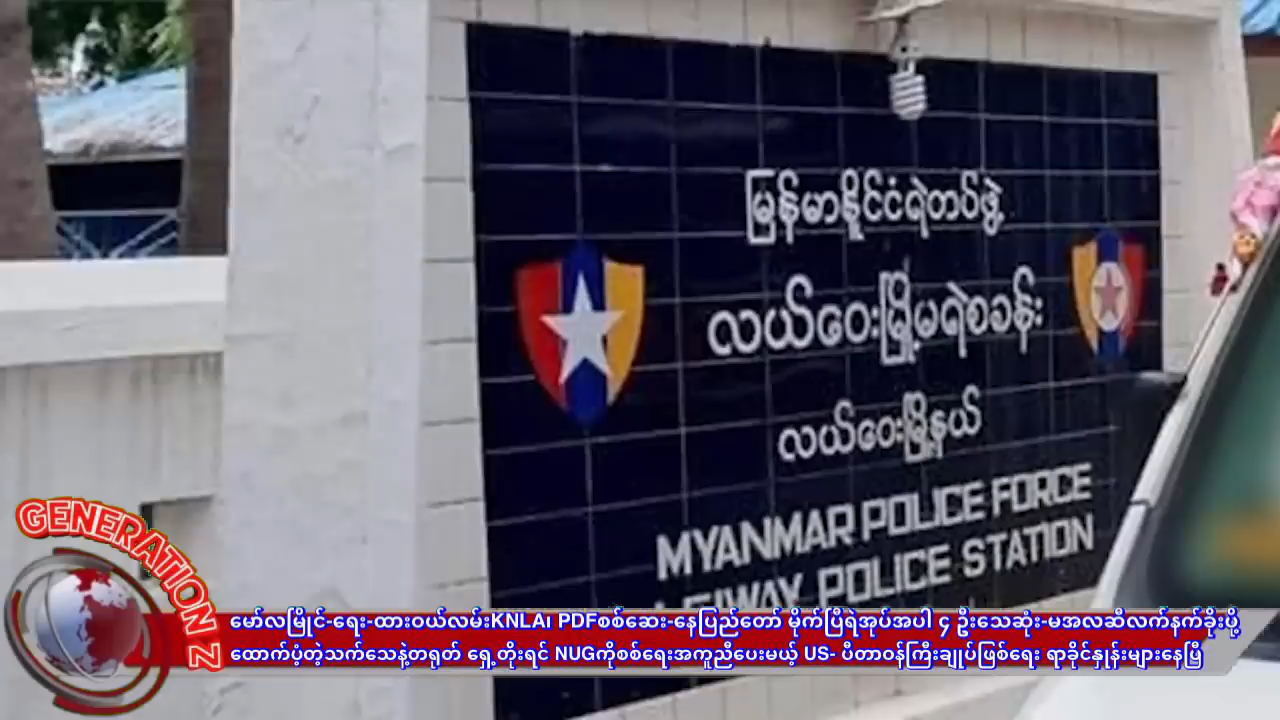 မြန်မာနိူင်ငံရဲတပ်ဖွဲ့
လယ်ဝေးမြို့မရဲစခန်း
လယ်ဝေးမြို့နယ်
MYANMAR POLICE FORCE
POLICE STATION
GENERATION Z
မော်လမြိုင်-ရေး-ထားဝယ်လမ်းKNLA၊ PDFစစ်ဆေး-နေပြည်တော် မိုက်ပြီရဲအုပ်အပါ ၄ ဦးသေဆုံး-မအလဆီလက်နက်ခိုးပို့
ထောက်ပံ့တဲ့သက်သေနဲ့တရုတ် ရှေ့တိုးရင် NUGကိုစစ်ရေးအကူညီပေးမယ့် US- ပီတာဝန်ကြီးချုပ်ဖြစ်ရေး ရာခိုင်နှုန်းများနေပြီ